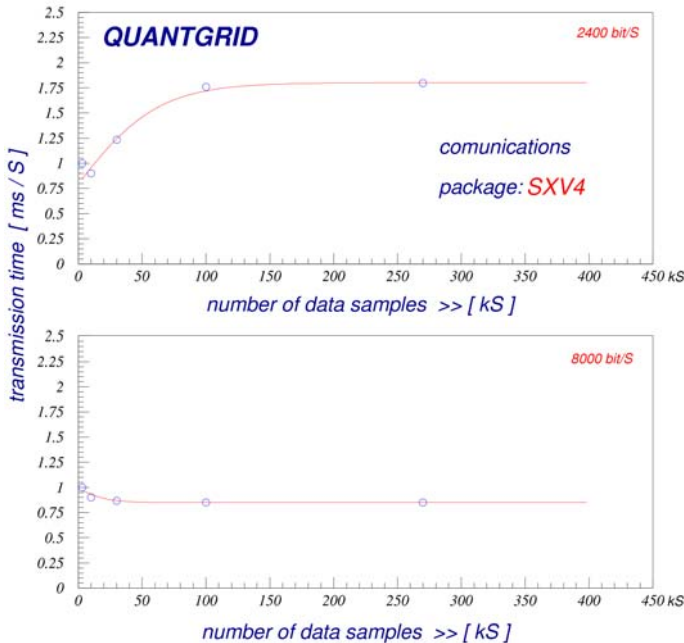 QUANTGRID
2400 bit/S
comunications
package: SXV4
2.5
2.25
2
1.75
1.5
1.25
1
0.75
0.5
0.25
0
0 50 100 150 200 250 300 350 400 450 kS
number of data samples >> [ kS ]
transmission time [ ms / S ]
8000 bit/S
2.5
2.25
2
1.75
1.5
1.25
1
0.75
0.5
0.25
0
0 50 100 150 200 250 300 350 400 450 kS
number of data samples >> [ kS ]